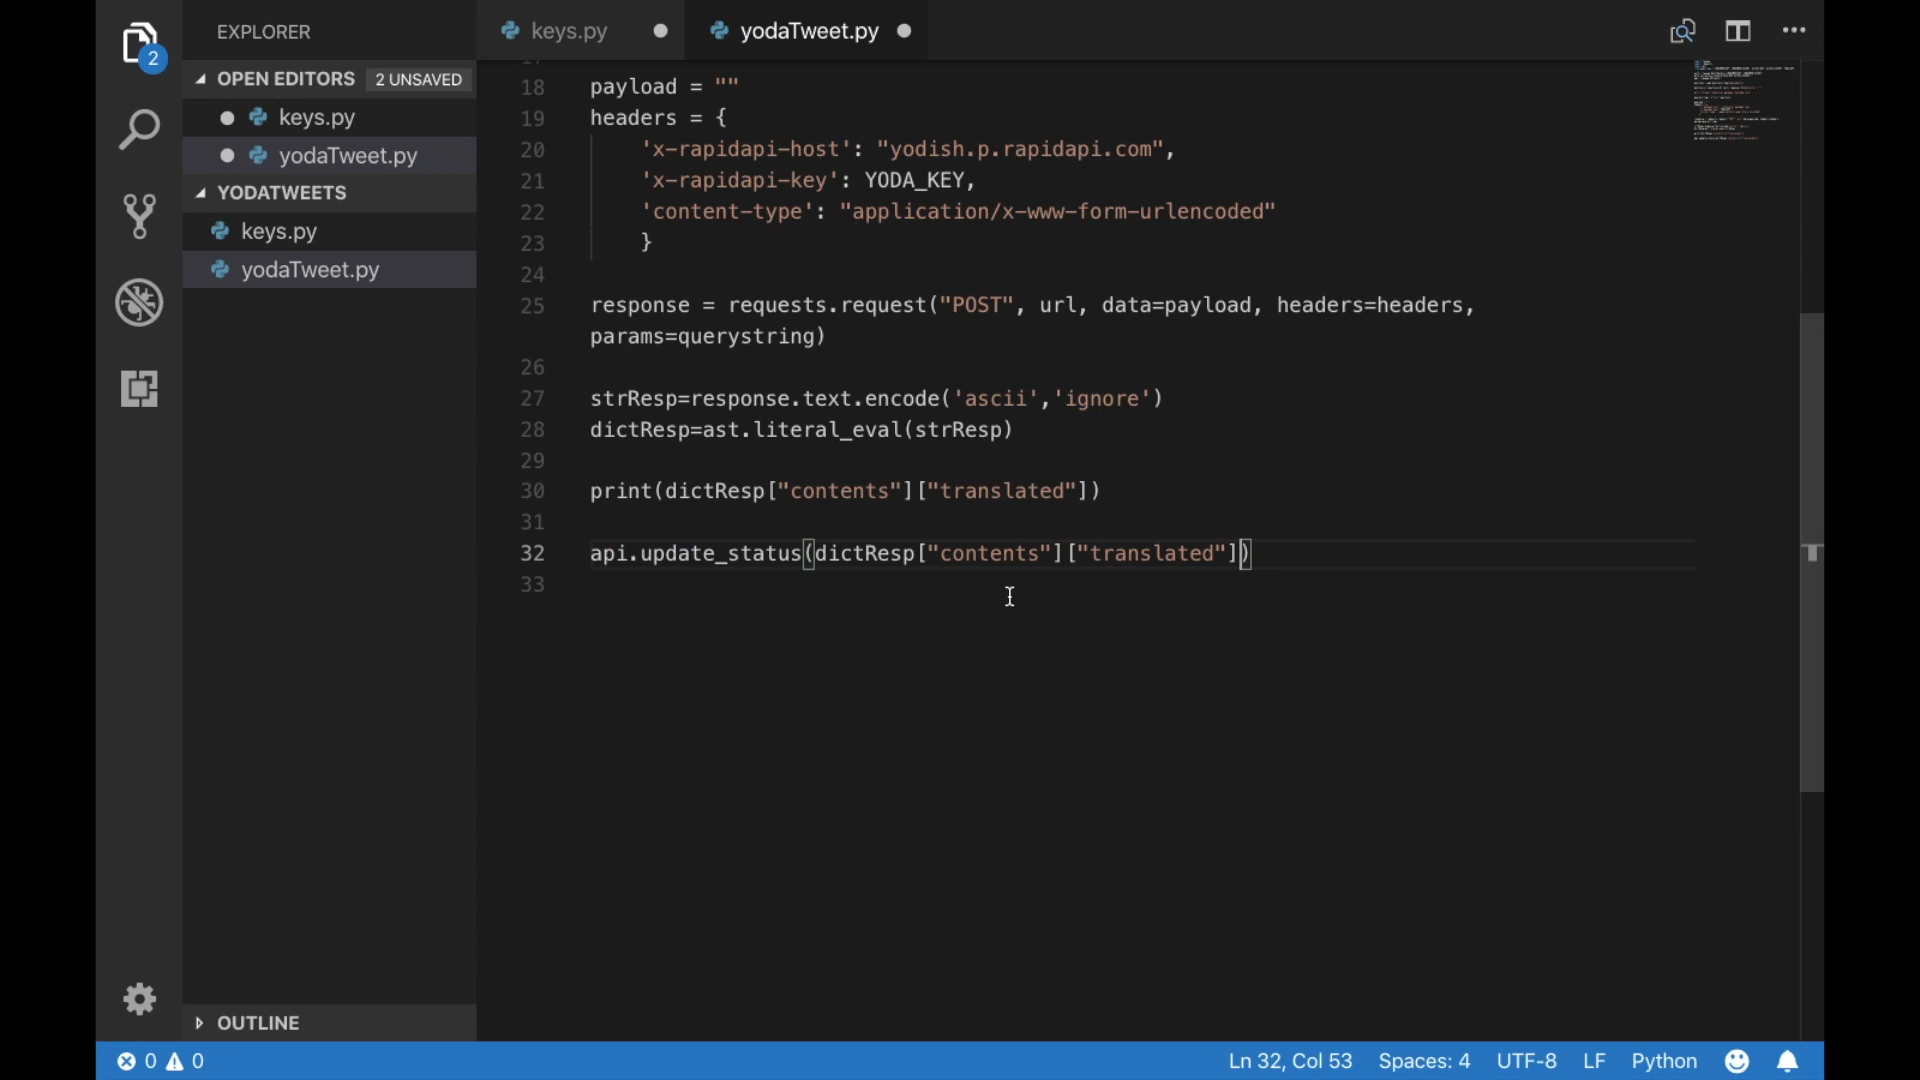 EXPLORER
keys.py
yodaTweet.py
2
OPEN EDITORS 2 UNSAVED
keys.py
yodaTweet.py
YODATWEETS
keys.py
yodaTweet.py
18 payload = ""
19 headers = {
20 'x-rapidapi-host': "yodish.p.rapidapi.com",
21 'x-rapidapi-key': YODA_KEY,
22 'content-type': "application/x-www-form-urlencoded"
23 }
24
25 response = requests.request("POST", url, data=payload, headers=headers,
params=querystring)
26
27 strResp=response.text.encode('ascii','ignore')
28 dictResp=ast.literal_eval(strResp)
29
30 print(dictResp["contents"]["translated"])
31
32 api.update_status(dictResp["contents"]["translated"])
33
OUTLINE
0 0
Ln 32, Col 53 Spaces: 4 UTF-8 LF Python